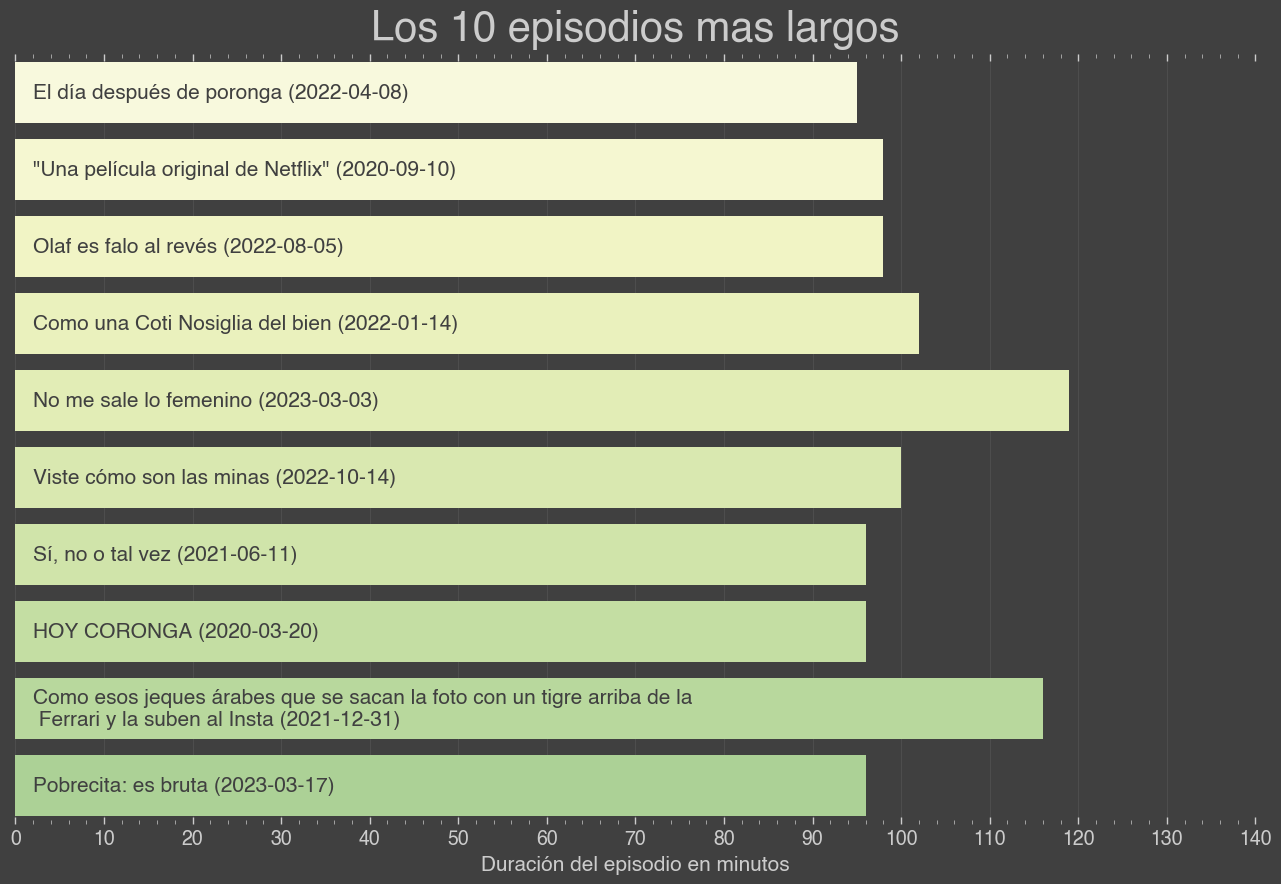 Los 10 episodios mas largos
El día después de poronga (2022-04-08)
"Una película original de Netflix" (2020-09-10)
Olaf es falo al revés (2022-08-05)
Como una Coti Nosiglia del bien (2022-01-14)
No me sale lo femenino (2023-03-03)
Viste cómo son las minas (2022-10-14)
Sí, no o tal vez (2021-06-11)
HOY CORONGA (2020-03-20)
Como esos jeques árabes que se sacan la foto con un tigre arriba de la
Ferrari y la suben al Insta (2021-12-31)
Pobrecita: es bruta (2023-03-17)
0 10 20 30 40 50 60 70 80 90 100 110 120 130 140
Duración del episodio en minutos